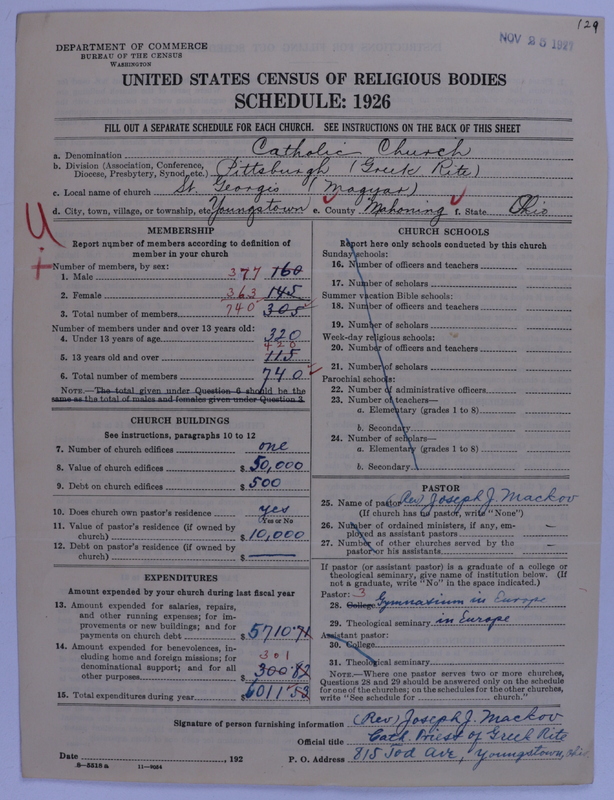 129
NOV 25 1927
DEPARTMENT OF COMMERCE
BUREAU OF THE CENSUS
WASHINGTON
UNITED STATES CENSUS OF RELIGIOUS BODIES
SCHEDULE: 1926
FILL OUT A SEPARATE SCHEDULE FOR EACH CHURCH. SEE INSTRUCTIONS ON THE BACK OF THIS SHEET
a. Denomination Catholic Church
b. Division (Association, Conference, Diocese, Presbytery, Synod, etc.) Pittsburgh (Greek Rite)
c. Local name of church St. Georgis (Magyar)
d. City, town, village, or township, etc. Youngstown e. County Mahoning f. State Ohio
MEMBERSHIP
Report number of members according to definition of
member in your church
Number of members, by sex:
1. Male 377 160
2. Female 363 145
3. Total number of members 740 305
Number of members under and over 13 years old:
4. Under 13 years of age 320
420
5. 13 years old and over 115
6. Total number of members 740
NOTE.—The total given under Question 6 should be the
same as the total of males and females given under Question 3.
CHURCH BUILDINGS
See instructions, paragraphs 10 to 12
7. Number of church edifices one
8. Value of church edifices $50,000
9. Debt on church edifices $500
10. Does church own pastor's residence? yes
(Yes or No)
11. Value of pastor's residence (if owned by
church) $10,000
12. Debt on pastor's residence (if owned by
church) $ —
EXPENDITURES
Amount expended by your church during last fiscal year
13. Amount expended for salaries, repairs,
and other running expenses; for im-
provements or new buildings; and for
payments on church debt $5710.71
14. Amount expended for benevolences, in-
cluding home and foreign missions; for
denominational support; and for all
other purposes 301 300.82
15. Total expenditures during year $6011.53
CHURCH SCHOOLS
Report here only schools conducted by this church
Sunday schools:
16. Number of officers and teachers
17. Number of scholars
Summer vacation Bible schools:
18. Number of officers and teachers
19. Number of scholars
Week-day religious schools:
20. Number of officers and teachers
21. Number of scholars
Parochial schools:
22. Number of administrative officers
23. Number of teachers—
a. Elementary (grades 1 to 8)
b. Secondary
24. Number of scholars—
a. Elementary (grades 1 to 8)
b. Secondary
PASTOR
25. Name of pastor (Rev) Joseph J. Mackov
(If church has no pastor, write "None")
26. Number of ordained ministers, if any, em-
ployed as assistant pastors —
27. Number of other churches served by the
pastor or his assistants —
If pastor (or assistant pastor) is a graduate of a college or
theological seminary, give name of institution below. (If
not a graduate, write "No" in the space indicated.)
Pastor: 3
28. College Gymnasium in Europe
29. Theological seminary in Europe
Assistant pastor:
30. College
31. Theological seminary
NOTE.—Where one pastor serves two or more churches,
Questions 28 and 29 should be answered only on the schedule
for one of the churches; on the schedules for the other churches,
write "See schedule for church."
Signature of person furnishing information (Rev) Joseph J. Mackov
Official title Cath. Priest of Greek Rite
Date , 192 P. O. Address 815 Tod Ave, Youngstown, Ohio
8—5518 a 11—9054